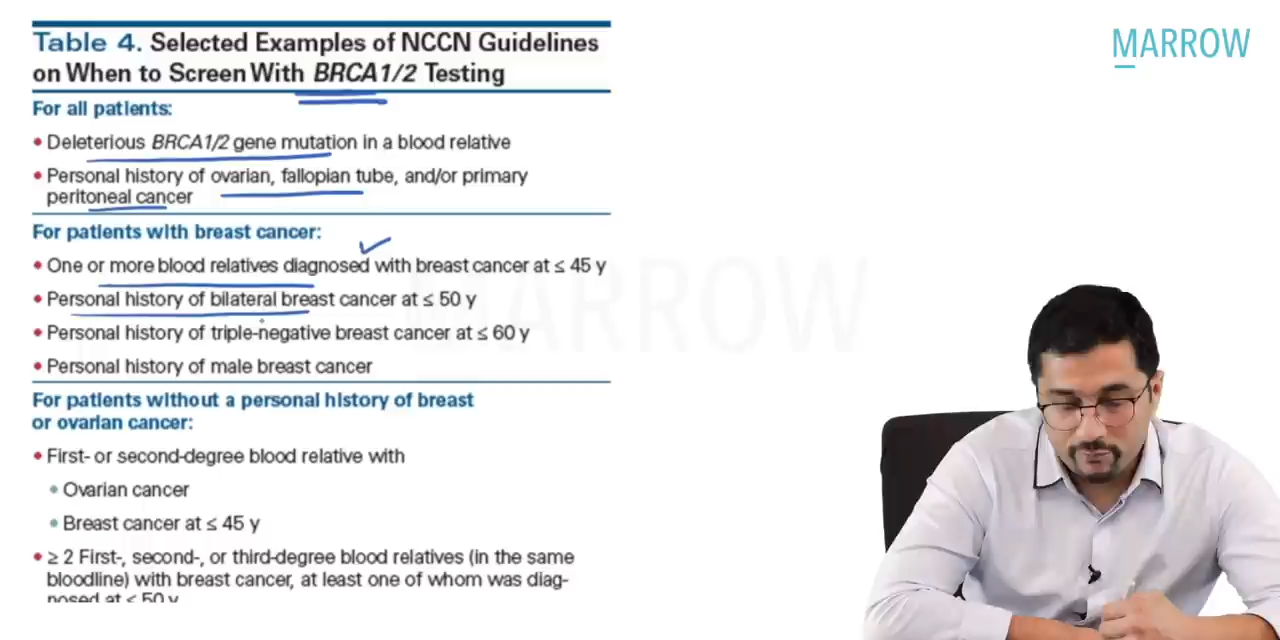 Table 4. Selected Examples of NCCN Guidelines
on When to Screen With BRCA1/2 Testing
MARROW
For all patients:
• Deleterious BRCA1/2 gene mutation in a blood relative
• Personal history of ovarian, fallopian tube, and/or primary
peritoneal cancer
For patients with breast cancer:
• One or more blood relatives diagnosed with breast cancer at ≤ 45 y
• Personal history of bilateral breast cancer at ≤ 50 y
• Personal history of triple-negative breast cancer at ≤ 60 y
• Personal history of male breast cancer
MARROW
For patients without a personal history of breast
or ovarian cancer:
• First- or second-degree blood relative with
• Ovarian cancer
• Breast cancer at ≤ 45 y
• ≥ 2 First-, second-, or third-degree blood relatives (in the same
bloodline) with breast cancer, at least one of whom was diag-
nosed at ≤ 50 y